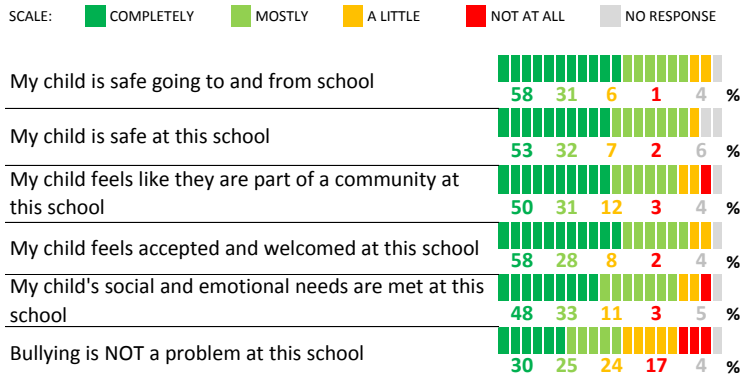 SCALE: COMPLETELY MOSTLY A LITTLE NOT AT ALL NO RESPONSE
My child is safe going to and from school
58 31 6 1 4 %
My child is safe at this school
53 32 7 2 6 %
My child feels like they are part of a community at
this school
50 31 12 3 4 %
My child feels accepted and welcomed at this school
58 28 8 2 4 %
My child's social and emotional needs are met at this
school
48 33 11 3 5 %
Bullying is NOT a problem at this school
30 25 24 17 4 %